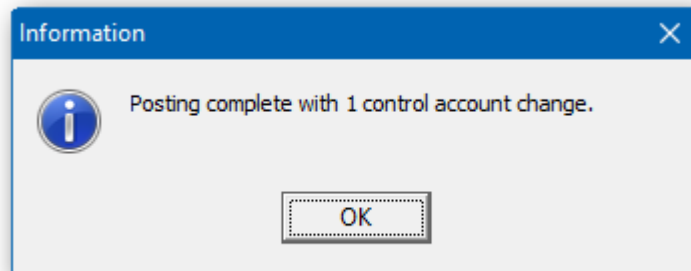 Information
Posting complete with 1 control account change.
OK